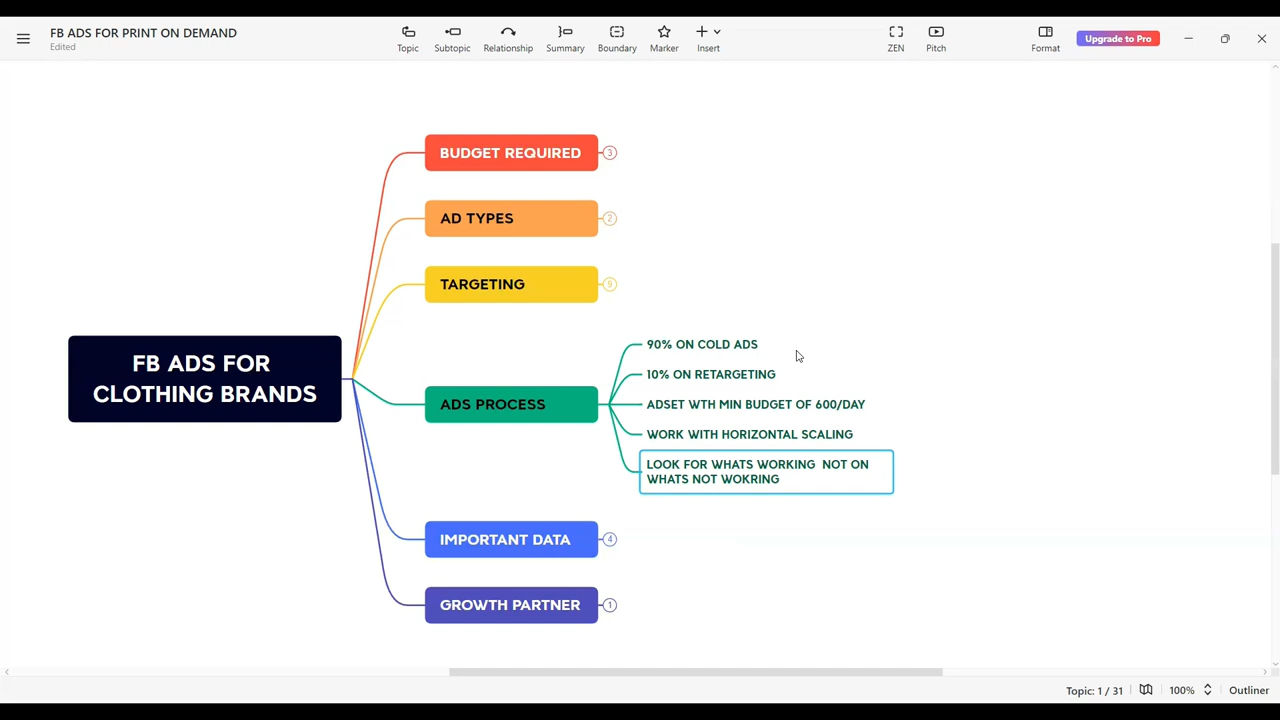 FB ADS FOR PRINT ON DEMAND
Edited
Topic
Subtopic
Relationship
Summary
Boundary
Marker
Insert
ZEN
Pitch
Format
Upgrade to Pro
BUDGET REQUIRED
3
AD TYPES
2
TARGETING
9
FB ADS FOR
CLOTHING BRANDS
ADS PROCESS
90% ON COLD ADS
10% ON RETARGETING
ADSET WTH MIN BUDGET OF 600/DAY
WORK WITH HORIZONTAL SCALING
LOOK FOR WHATS WORKING  NOT ON
WHATS NOT WOKRING
IMPORTANT DATA
4
GROWTH PARTNER
1
Topic: 1 / 31
100%
Outliner